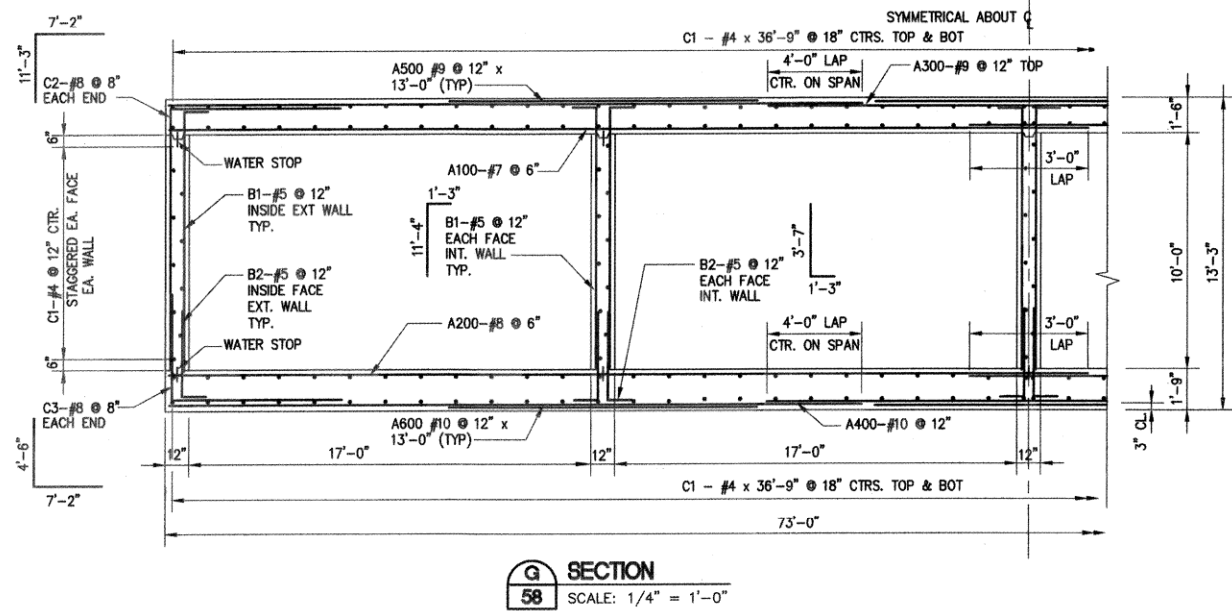 SYMMETRICAL ABOUT ℄
7'-2"
11'-3"
C1 - #4 x 36'-9" @ 18" CTRS. TOP & BOT
C2-#8 @ 8"
EACH END
A500 #9 @ 12" x
13'-0" (TYP)
4'-0" LAP
CTR. ON SPAN
A300-#9 @ 12" TOP
1'-6"
6"
WATER STOP
A100-#7 @ 6"
3'-0"
LAP
C1-#4 @ 12" CTR.
STAGGERED EA. FACE
EA. WALL
B1-#5 @ 12"
INSIDE EXT WALL
TYP.
1'-3"
11'-4"
B1-#5 @ 12"
EACH FACE
INT. WALL
TYP.
3'-7"
1'-3"
10'-0"
13'-3"
B2-#5 @ 12"
INSIDE FACE
EXT. WALL
TYP.
B2-#5 @ 12"
EACH FACE
INT. WALL
A200-#8 @ 6"
4'-0" LAP
CTR. ON SPAN
3'-0"
LAP
WATER STOP
6"
1'-9"
C3-#8 @ 8"
EACH END
A600 #10 @ 12" x
13'-0" (TYP)
A400-#10 @ 12"
3" CL.
4'-6"
7'-2"
12"
17'-0"
12"
17'-0"
12"
C1 - #4 x 36'-9" @ 18" CTRS. TOP & BOT
73'-0"
G
58
SECTION
SCALE: 1/4" = 1'-0"